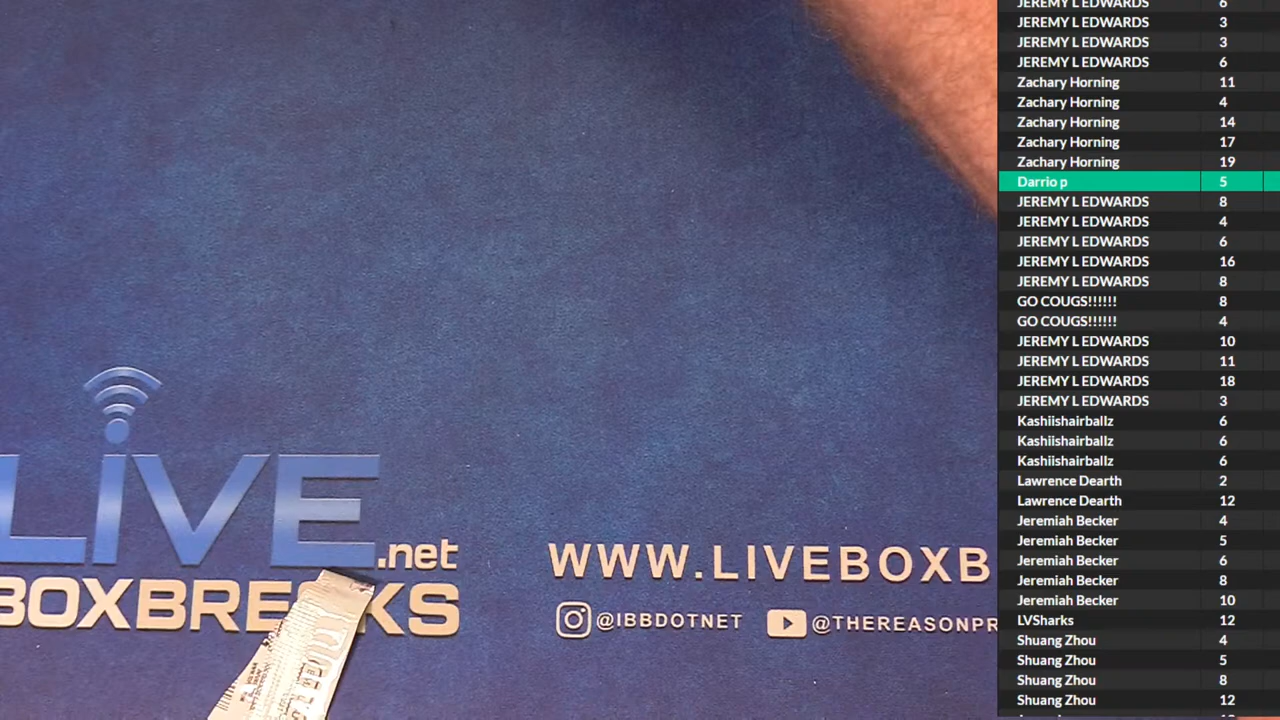 JEREMY L EDWARDS 6
JEREMY L EDWARDS 3
JEREMY L EDWARDS 3
JEREMY L EDWARDS 6
Zachary Horning 11
Zachary Horning 4
Zachary Horning 14
Zachary Horning 17
Zachary Horning 19
Darrio p 5
JEREMY L EDWARDS 8
JEREMY L EDWARDS 4
JEREMY L EDWARDS 6
JEREMY L EDWARDS 16
JEREMY L EDWARDS 8
GO COUGS!!!!!! 8
GO COUGS!!!!!! 4
JEREMY L EDWARDS 10
JEREMY L EDWARDS 11
JEREMY L EDWARDS 18
JEREMY L EDWARDS 3
Kashiishairballz 6
Kashiishairballz 6
Kashiishairballz 6
Lawrence Dearth 2
Lawrence Dearth 12
Jeremiah Becker 4
Jeremiah Becker 5
Jeremiah Becker 6
Jeremiah Becker 8
Jeremiah Becker 10
LVSharks 12
Shuang Zhou 4
Shuang Zhou 5
Shuang Zhou 8
Shuang Zhou 12
LIVE.net
BOXBRE KS
WWW.LIVEBOXB
@IBBDOTNET @THEREASONPR